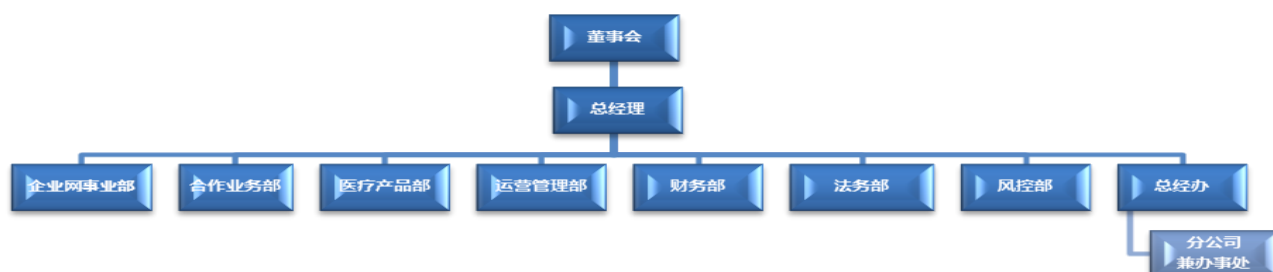 董事会
总经理
企业网事业部
合作业务部
医疗产品部
运营管理部
财务部
法务部
风控部
总经办
分公司
兼办事处